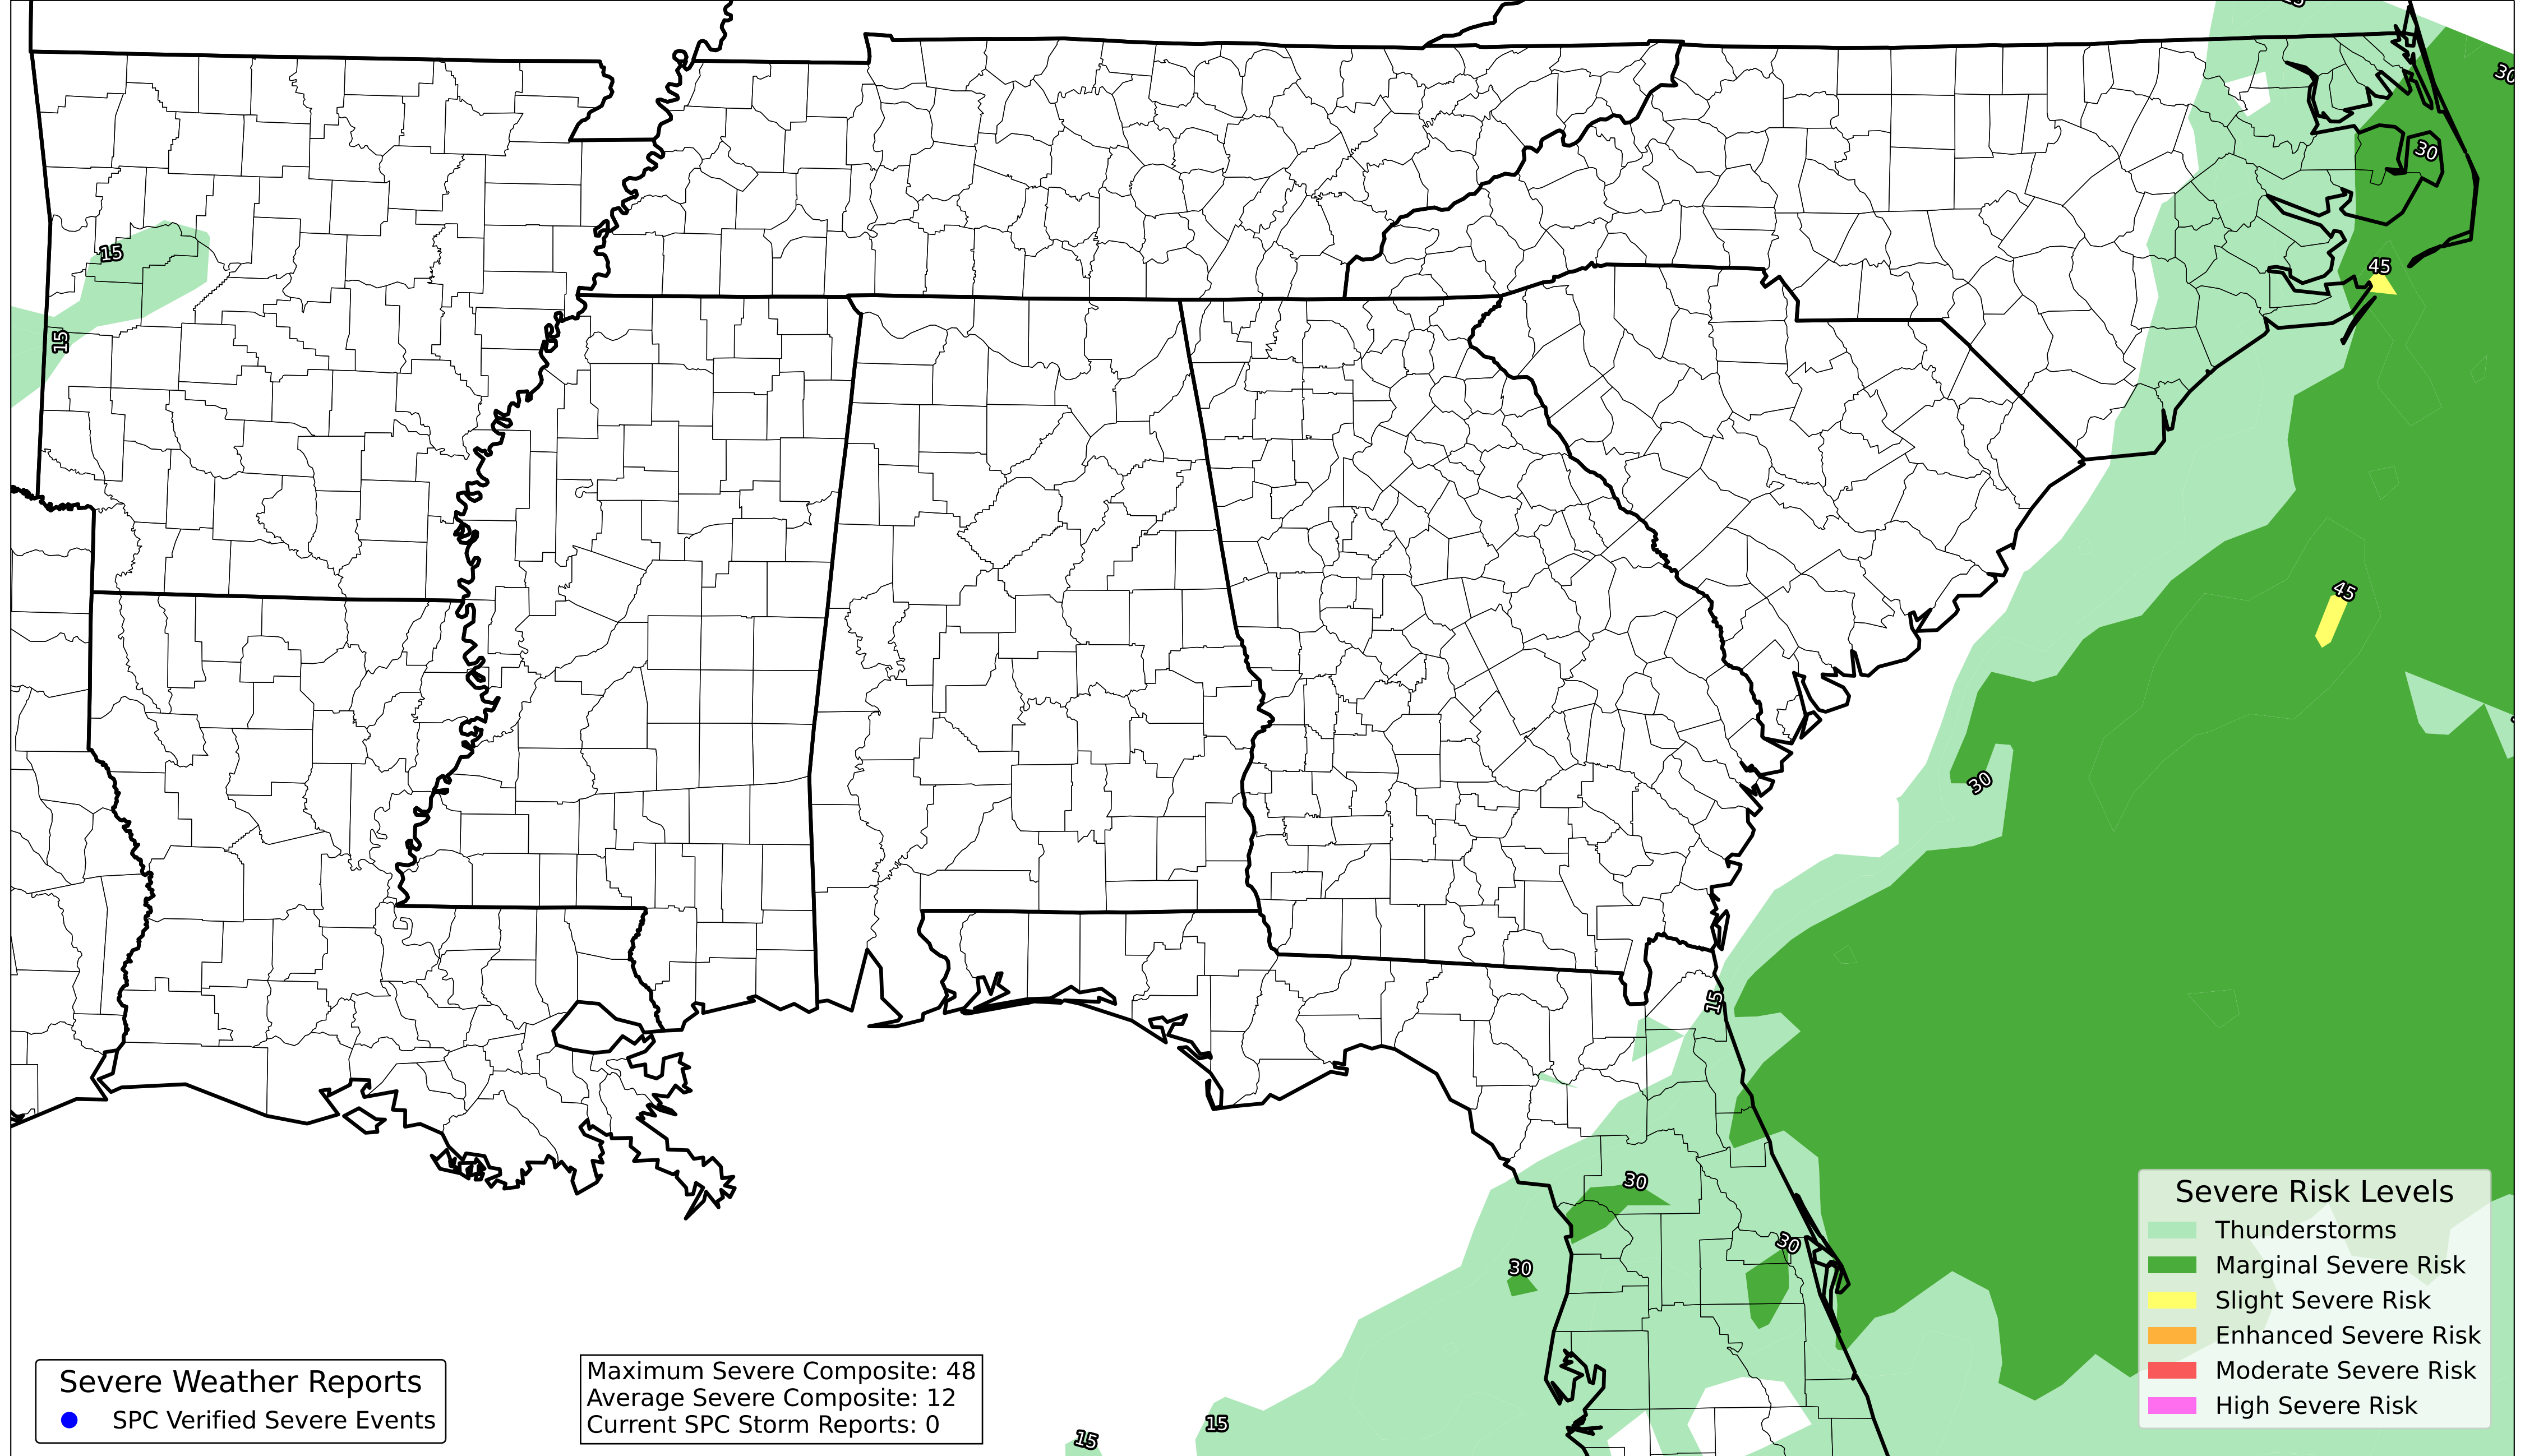 30
30
15
45
15
45
30
15
30
30
30
15
15
Severe Risk Levels
Thunderstorms
Marginal Severe Risk
Slight Severe Risk
Enhanced Severe Risk
Moderate Severe Risk
High Severe Risk
Severe Weather Reports
SPC Verified Severe Events
Maximum Severe Composite: 48
Average Severe Composite: 12
Current SPC Storm Reports: 0